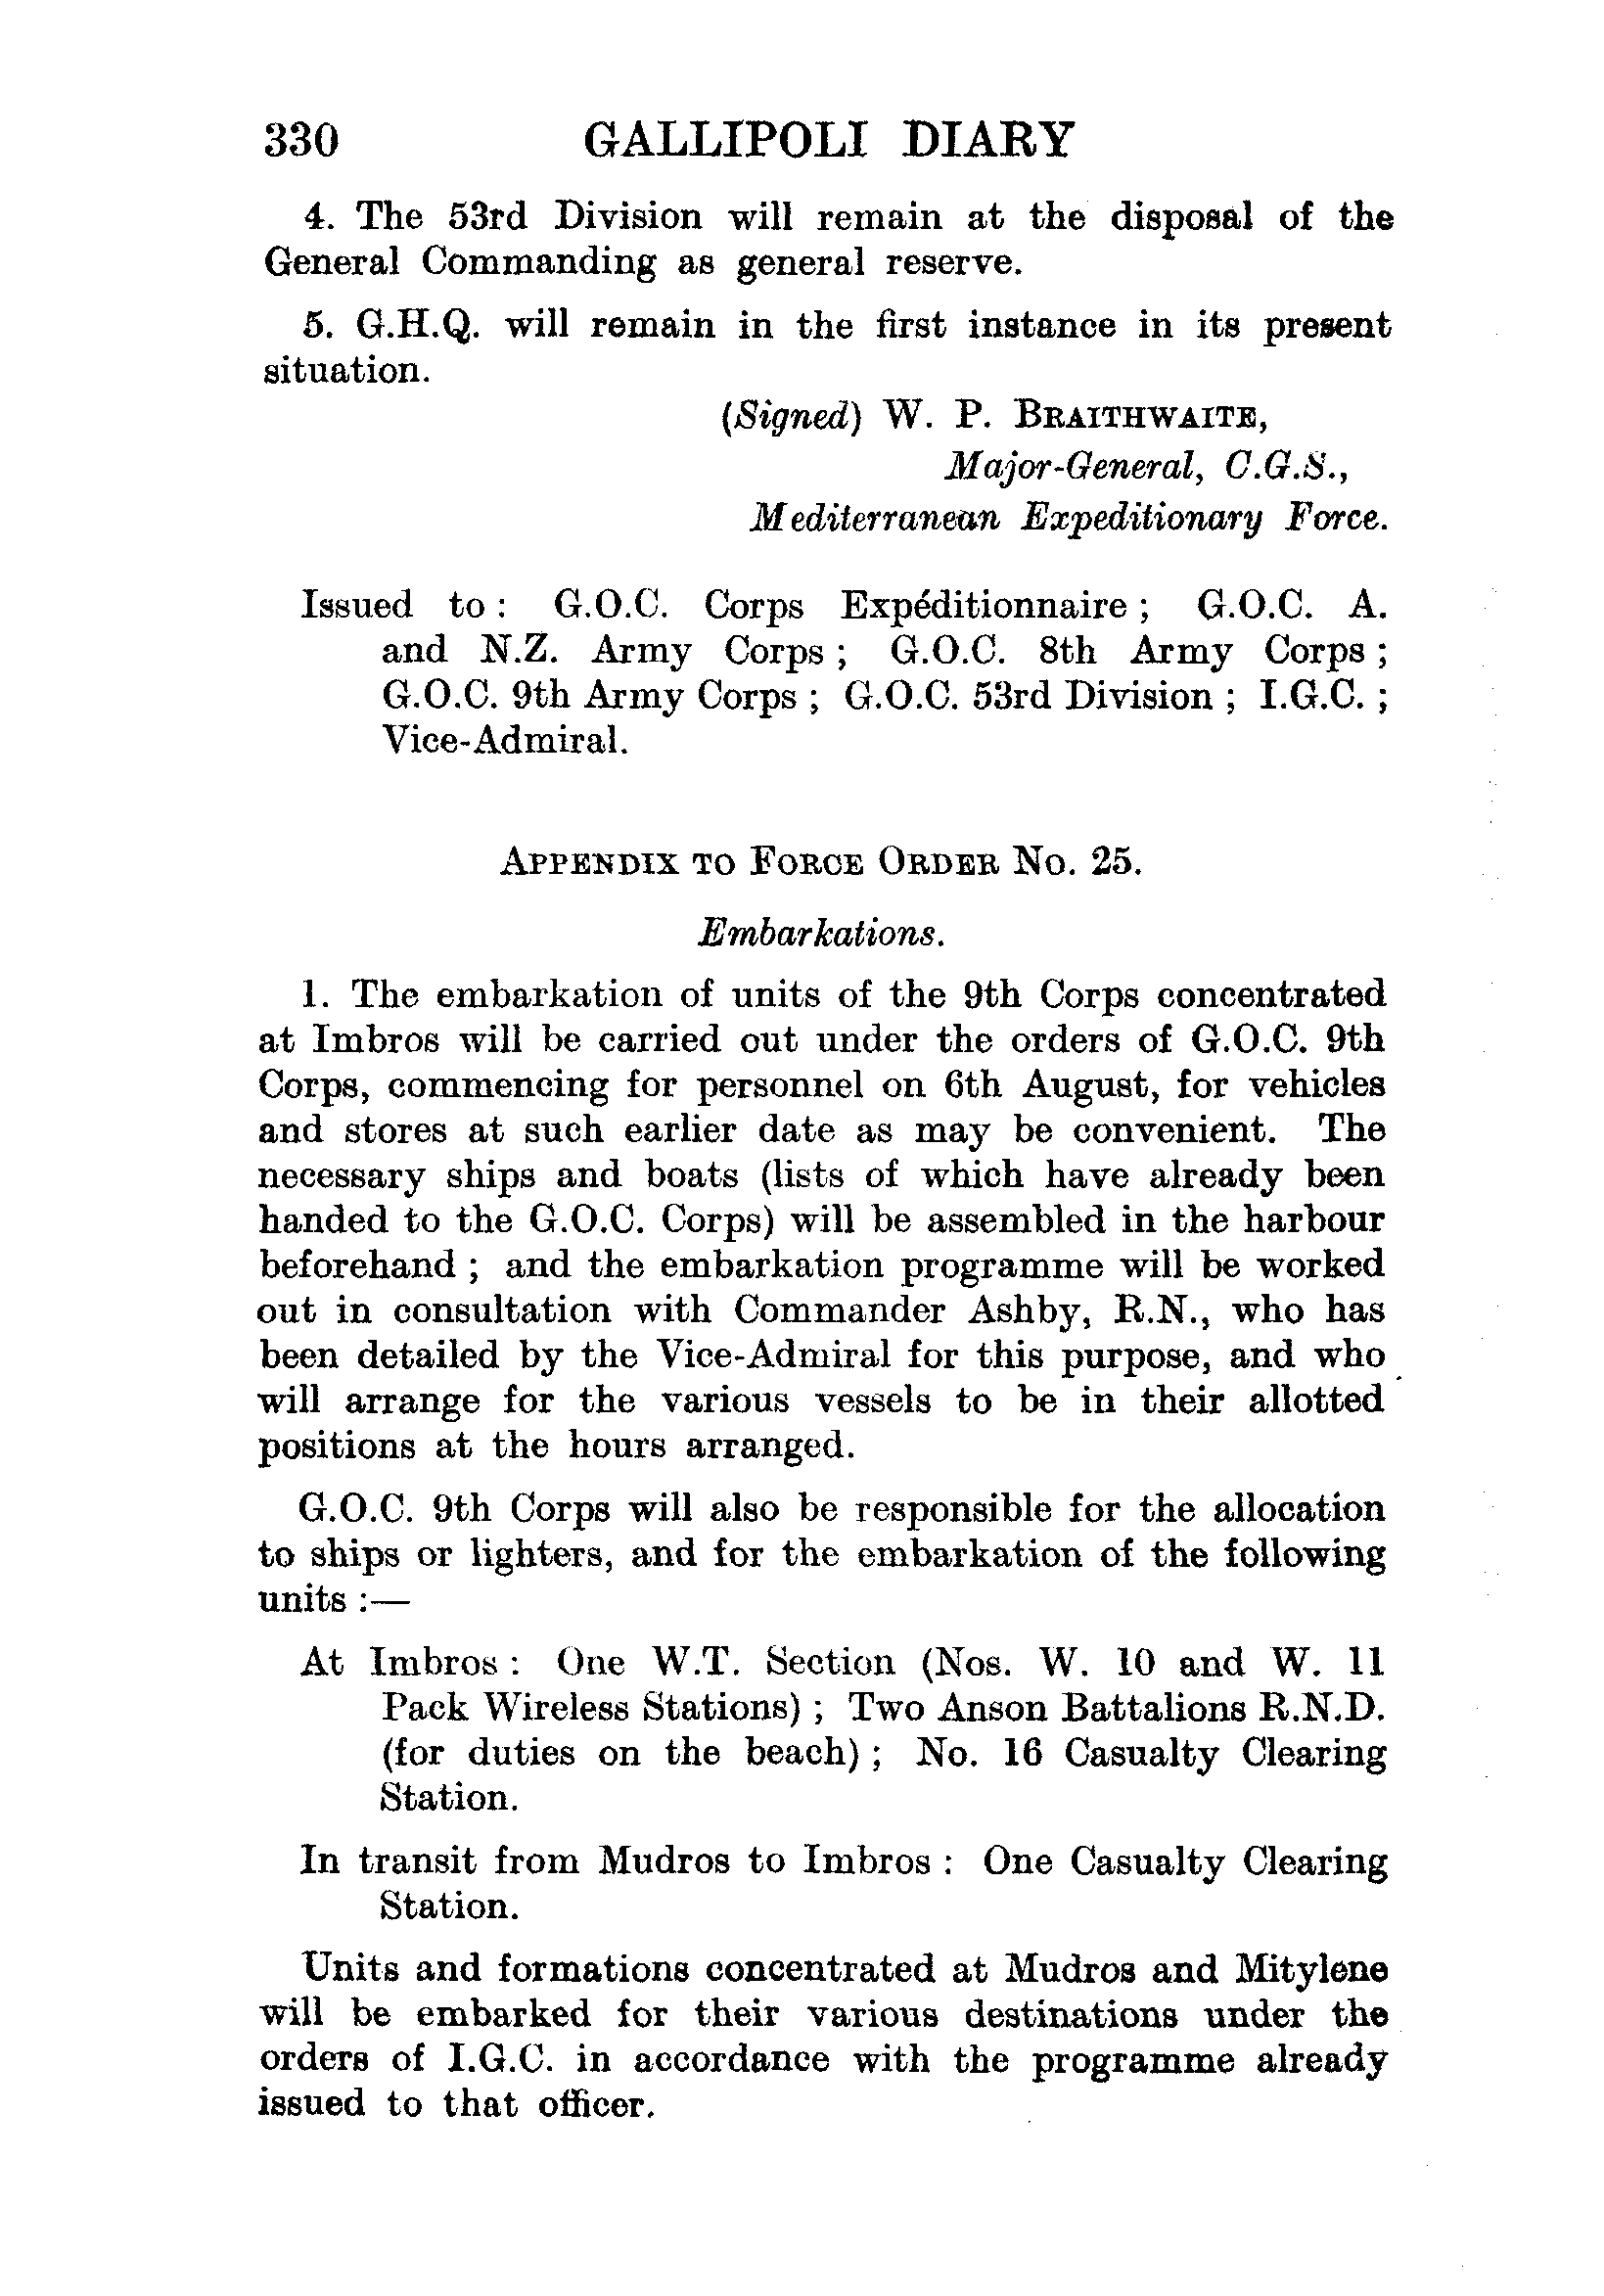 330 GALLIPOLI DIARY
4. The 53rd Division will remain at the disposal of the
General Commanding as general reserve.
5. G.H.Q. will remain in the first instance in its present
situation.
(Signed) W. P. BRAITHWAITE,
Major-General, C.G.S.,
Mediterranean Expeditionary Force.
Issued to : G.O.C. Corps Expéditionnaire ; G.O.C. A.
and N.Z. Army Corps ; G.O.C. 8th Army Corps ;
G.O.C. 9th Army Corps ; G.O.C. 53rd Division ; I.G.C. ;
Vice-Admiral.
APPENDIX TO FORCE ORDER NO. 25.
Embarkations.
1. The embarkation of units of the 9th Corps concentrated
at Imbros will be carried out under the orders of G.O.C. 9th
Corps, commencing for personnel on 6th August, for vehicles
and stores at such earlier date as may be convenient. The
necessary ships and boats (lists of which have already been
handed to the G.O.C. Corps) will be assembled in the harbour
beforehand ; and the embarkation programme will be worked
out in consultation with Commander Ashby, R.N., who has
been detailed by the Vice-Admiral for this purpose, and who
will arrange for the various vessels to be in their allotted
positions at the hours arranged.
G.O.C. 9th Corps will also be responsible for the allocation
to ships or lighters, and for the embarkation of the following
units :—
At Imbros : One W.T. Section (Nos. W. 10 and W. 11
Pack Wireless Stations) ; Two Anson Battalions R.N.D.
(for duties on the beach) ; No. 16 Casualty Clearing
Station.
In transit from Mudros to Imbros : One Casualty Clearing
Station.
Units and formations concentrated at Mudros and Mitylene
will be embarked for their various destinations under the
orders of I.G.C. in accordance with the programme already
issued to that officer.